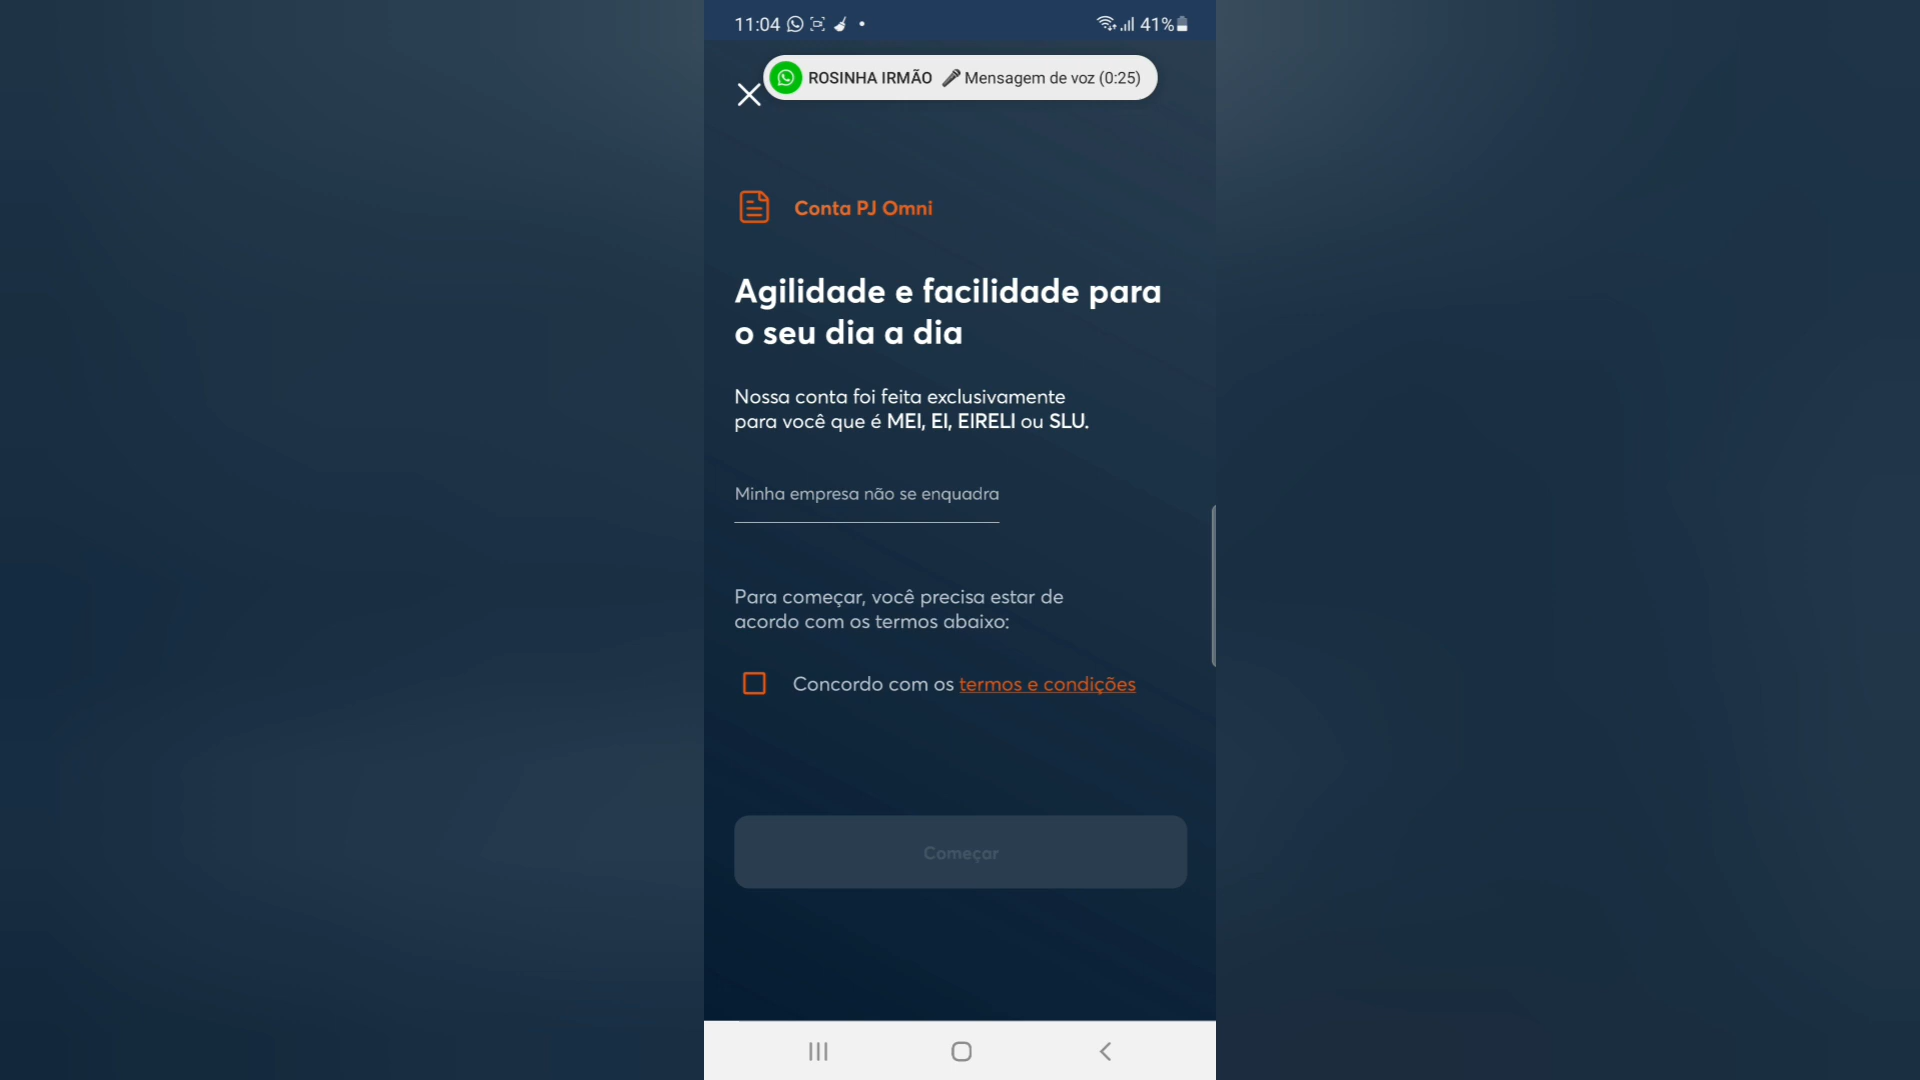 11:04
41%
ROSINHA IRMÃO 🎤 Mensagem de voz (0:25)
Conta PJ Omni
Agilidade e facilidade para
o seu dia a dia
Nossa conta foi feita exclusivamente
para você que é MEI, EI, EIRELI ou SLU.
Minha empresa não se enquadra
Para começar, você precisa estar de
acordo com os termos abaixo:
Concordo com os termos e condições
Começar